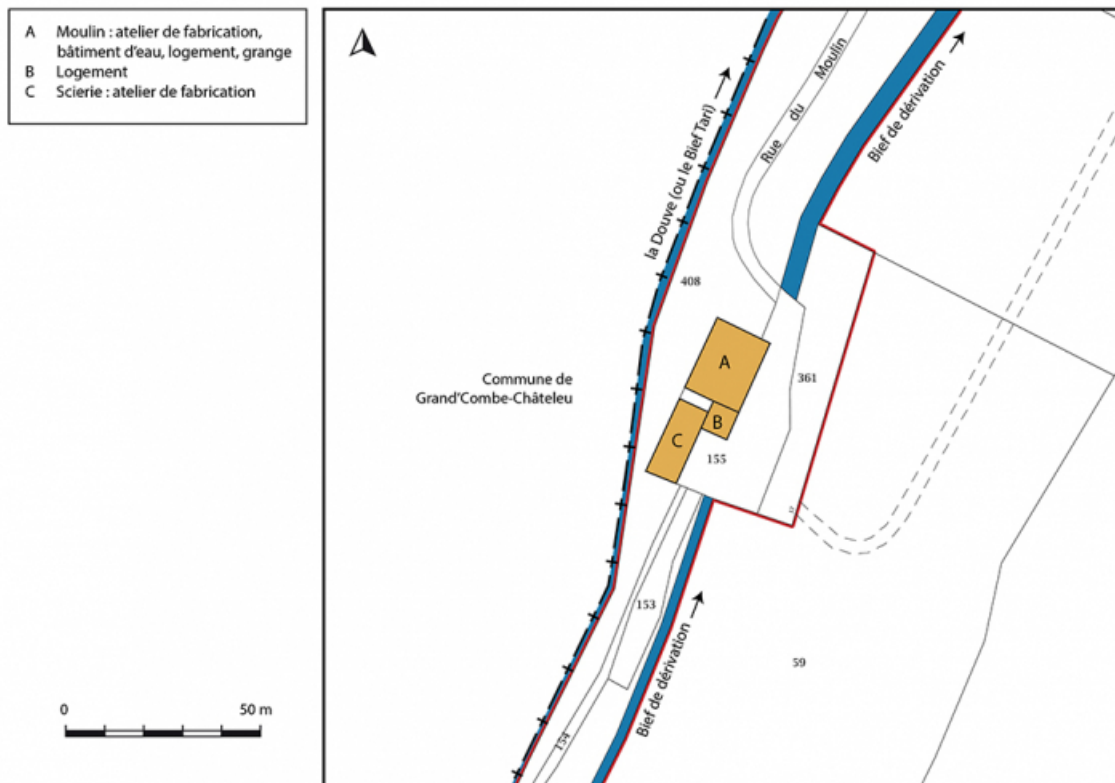 A Moulin : atelier de fabrication,
bâtiment d'eau, logement, grange
B Logement
C Scierie : atelier de fabrication
0 50 m
la Douve (ou le Bief Tari)
Rue du Moulin
Bief de dérivation
408
Commune de
Grand'Combe-Châteleu
A
361
B
C
155
153
Bief de dérivation
59
154